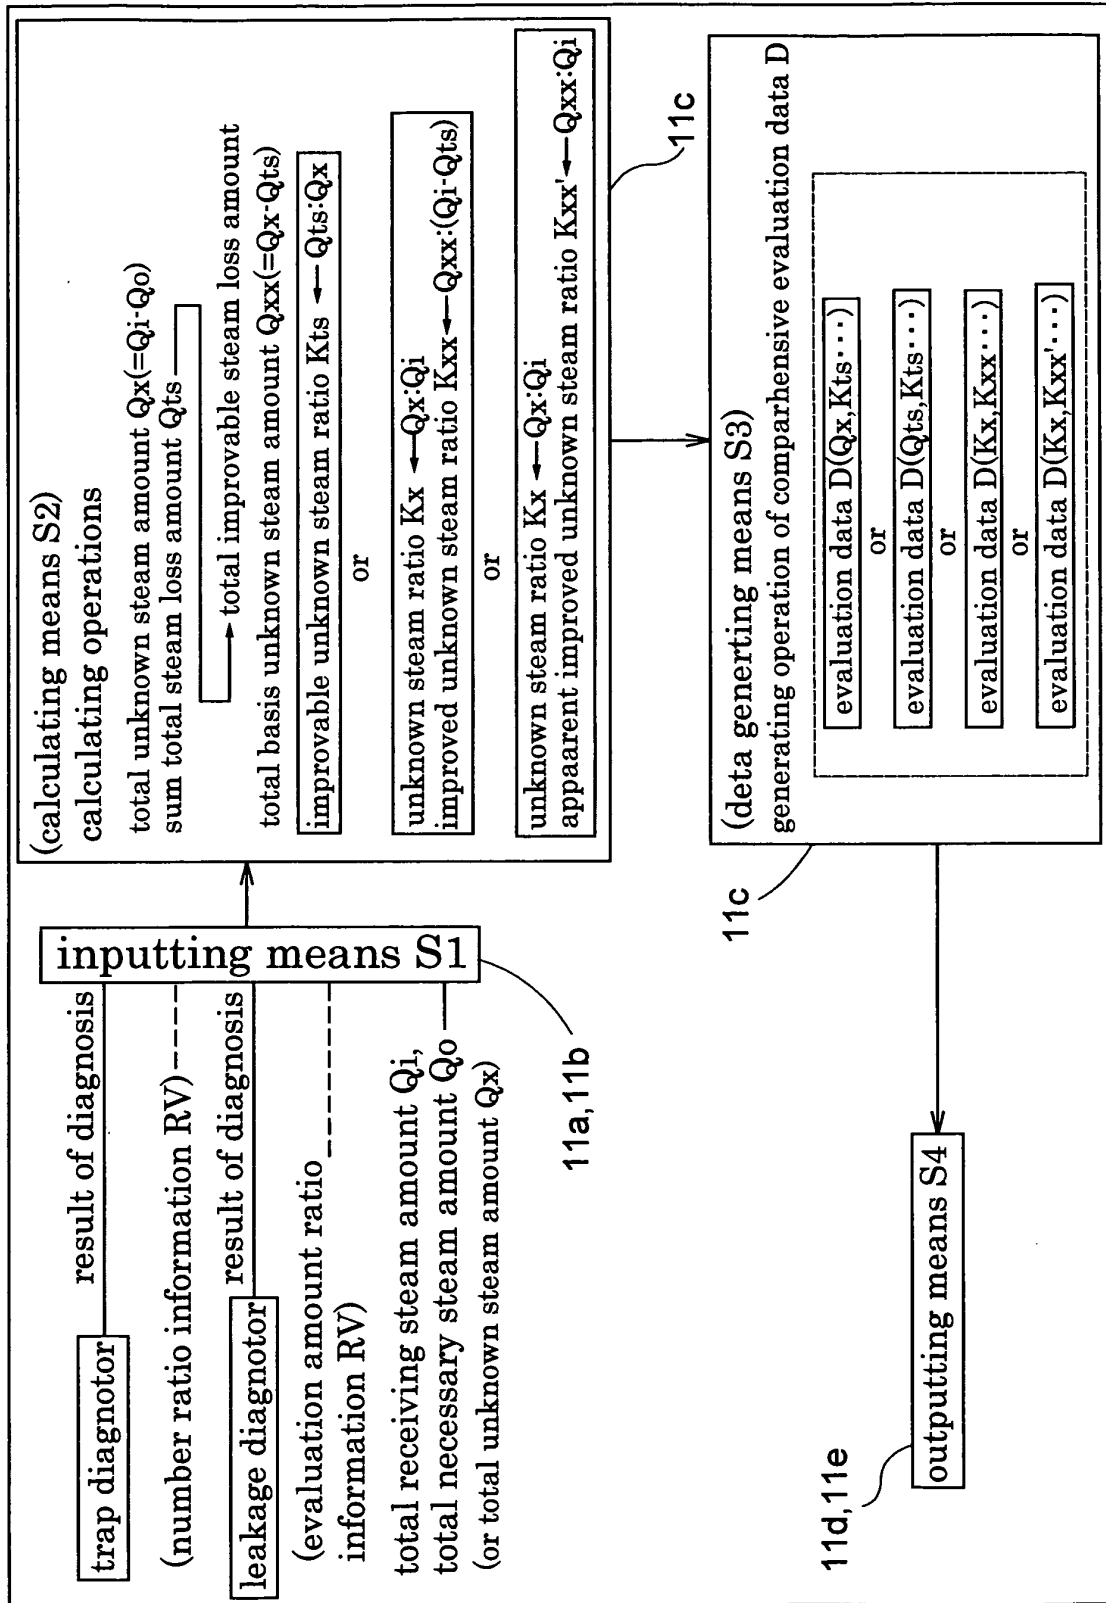 trap diagnotor
result of diagnosis
(number ratio information RV)
leakage diagnotor
result of diagnosis
(evaluation amount ratio
information RV)
total receiving steam amount Qi,
total necessary steam amount Qo
(or total unknown steam amount Qx)
inputting means S1
11a,11b
(calculating means S2)
calculating operations
total unknown steam amount Qx(=Qi-Qo)
sum total steam loss amount Qts
total improvable steam loss amount
total basis unknown steam amount Qxx(=Qx-Qts)
improvable unknown steam ratio Kts ← Qts:Qx
or
unknown steam ratio Kx ← Qx:Qi
improved unknown steam ratio Kxx ← Qxx:(Qi-Qts)
or
unknown steam ratio Kx ← Qx:Qi
appaarent improved unknown steam ratio Kxx' ← Qxx:Qi
11c
(deta generting means S3)
generating operation of comparhensive evaluation data D
evaluation data D(Qx,Kts···)
or
evaluation data D(Qts,Kts···)
or
evaluation data D(Kx,Kxx···)
or
evaluation data D(Kx,Kxx'···)
11c
outputting means S4
11d,11e